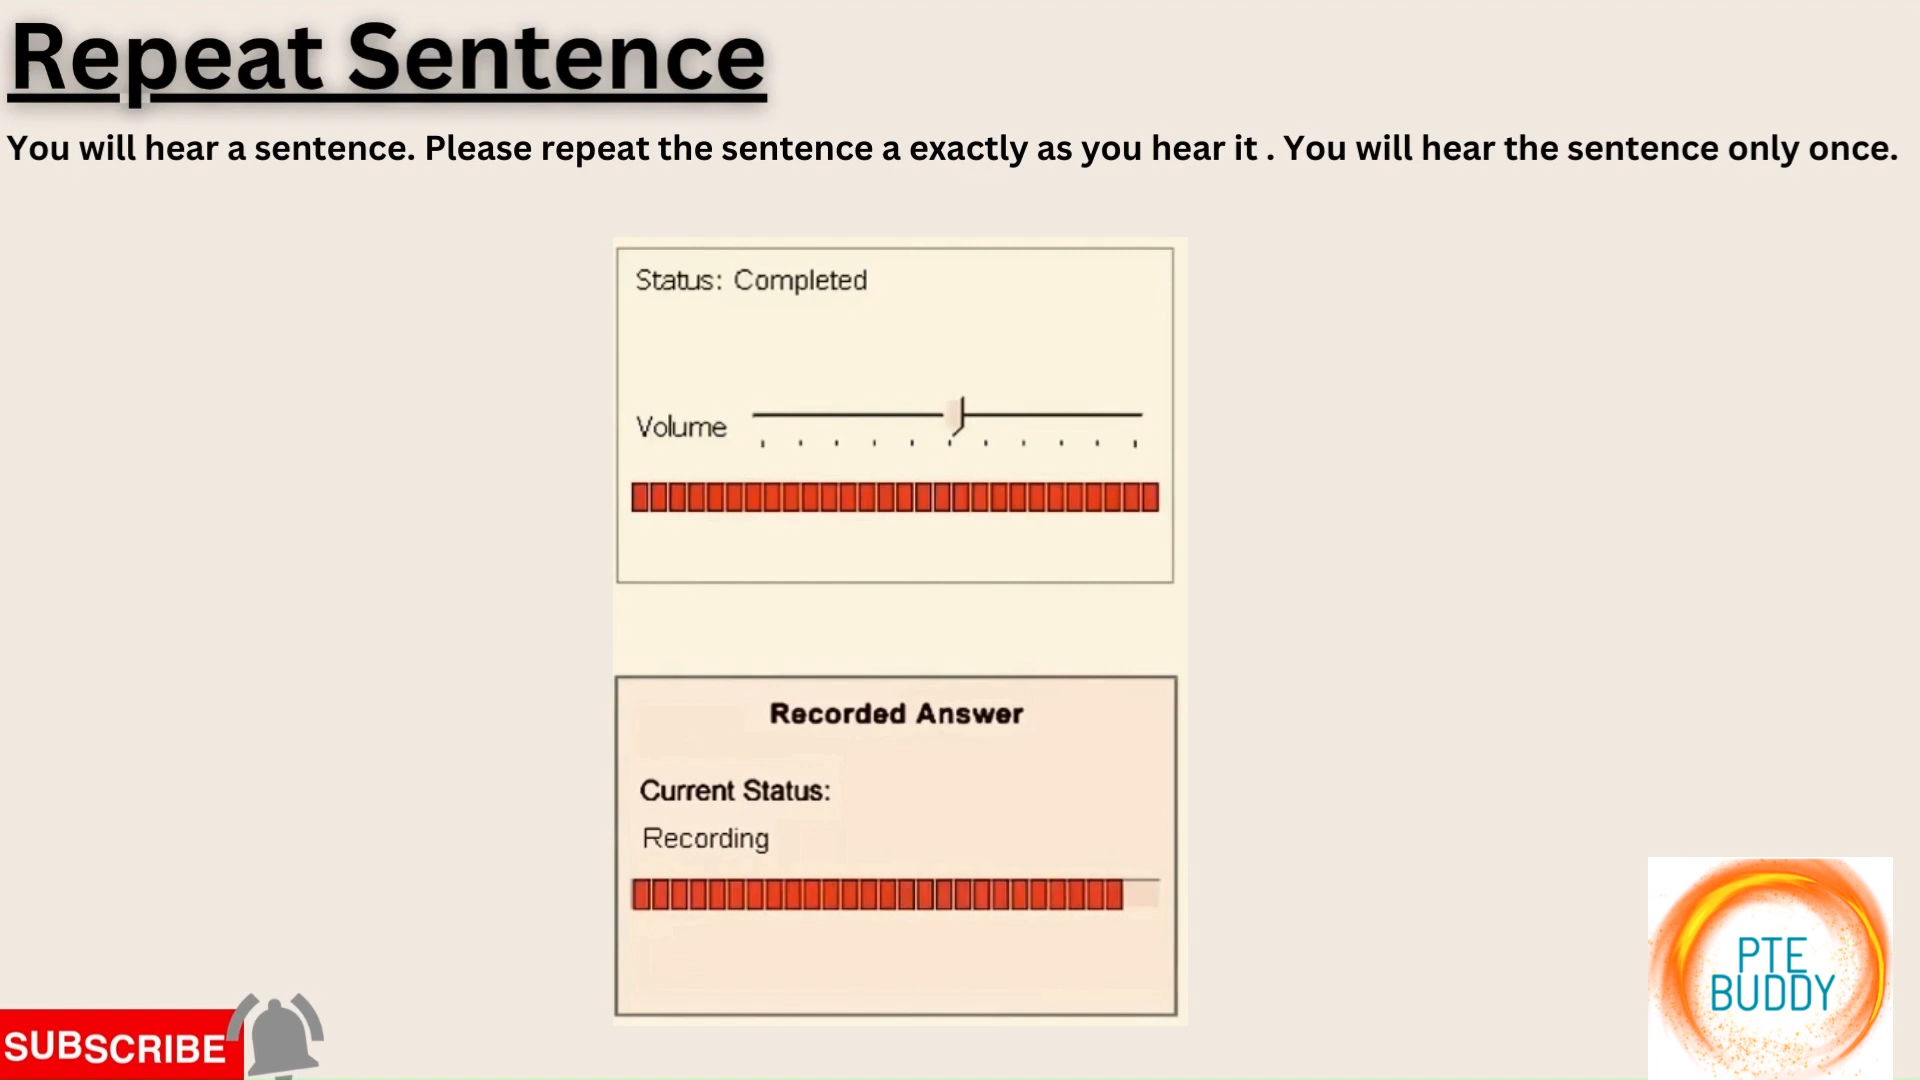 Repeat Sentence
You will hear a sentence. Please repeat the sentence a exactly as you hear it . You will hear the sentence only once.
Status: Completed
Volume
Recorded Answer
Current Status:
Recording
SUBSCRIBE
PTE
BUDDY